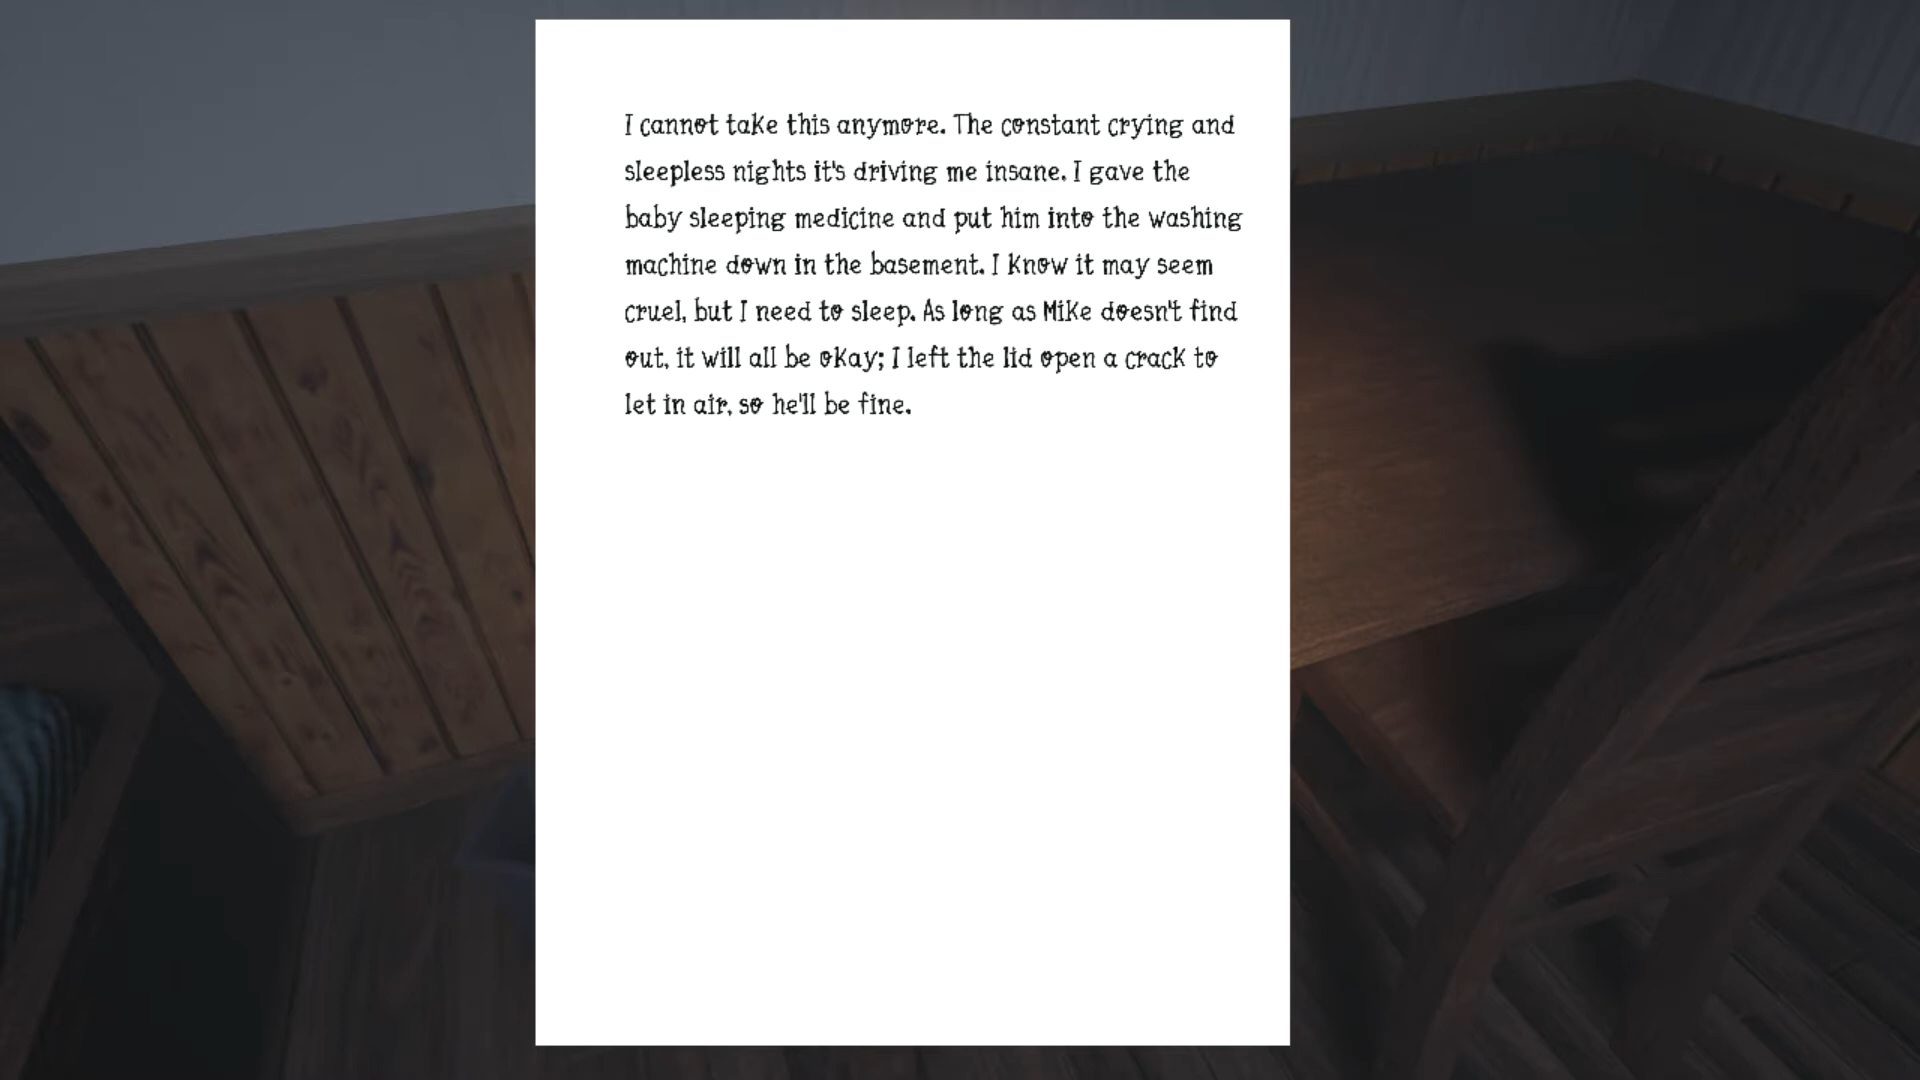 I cannot take this anymore. The constant crying and
sleepless nights it's driving me insane. I gave the
baby sleeping medicine and put him into the washing
machine down in the basement. I know it may seem
cruel, but I need to sleep. As long as Mike doesn't find
out, it will all be okay; I left the lid open a crack to
let in air, so he'll be fine.